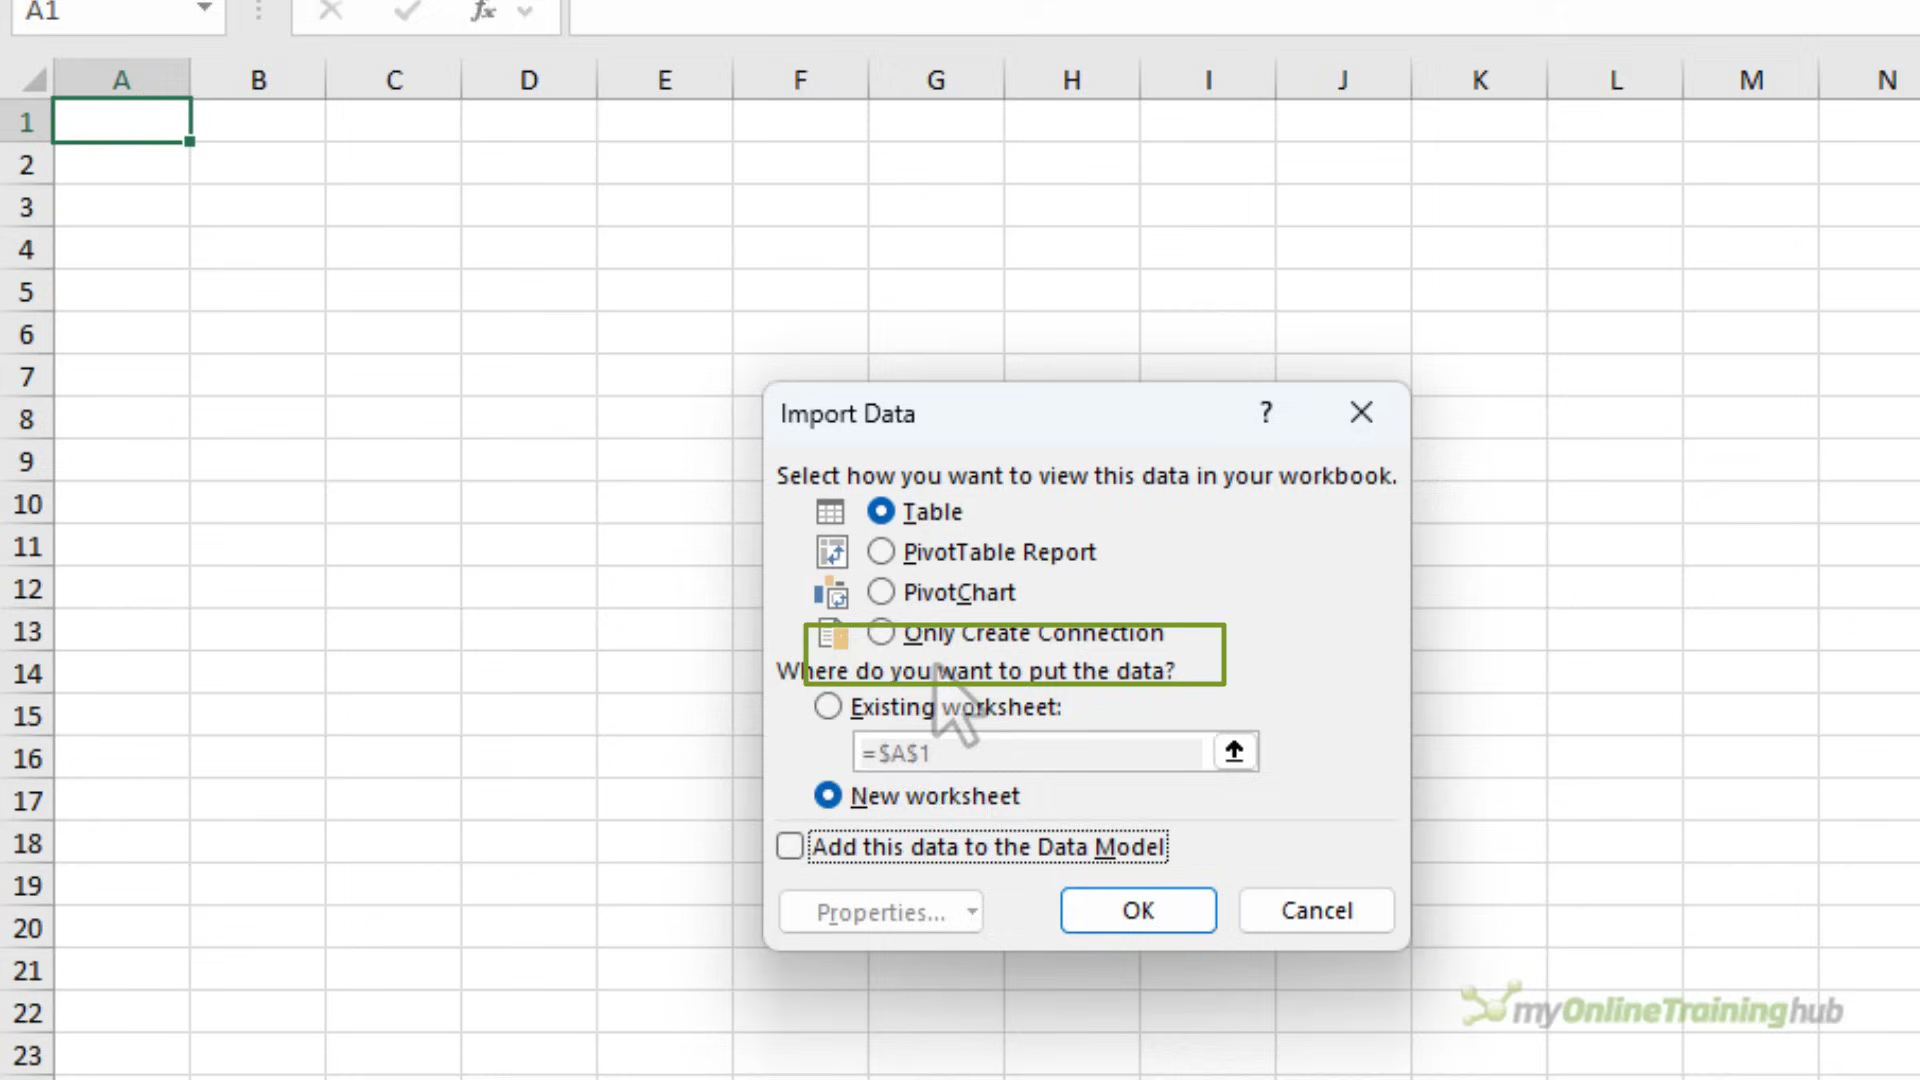 A1
fx
A B C D E F G H I J K L M N
1
2
3
4
5
6
7
8
9
10
11
12
13
14
15
16
17
18
19
20
21
22
23
Import Data ?
Select how you want to view this data in your workbook.
Table
PivotTable Report
PivotChart
Only Create Connection
Where do you want to put the data?
Existing worksheet:
=$A$1
New worksheet
Add this data to the Data Model
Properties...
OK
Cancel
myOnlineTraininghub